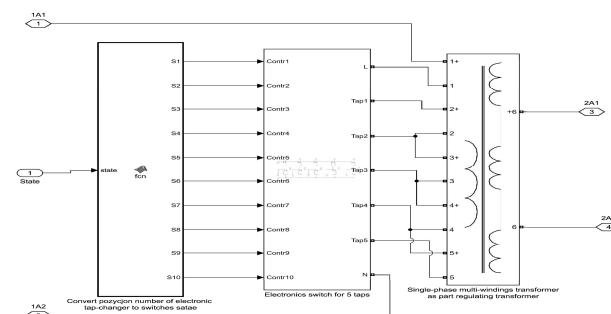 1A1
1
S1
S2
S3
S4
S5
S6
S7
S8
S9
S10
state
fcn
1
State
Convert pozycjon number of electronic
tap-changer to switches satae
Contr1
Contr2
Contr3
Contr4
Contr5
Contr6
Contr7
Contr8
Contr9
Contr10
L
Tap1
Tap2
Tap3
Tap4
Tap5
N
Electronics switch for 5 taps
1+
1
2+
2
3+
3
4+
4
5+
5
+6
6
Single-phase multi-windings transformer
as part regulating transformer
2A1
3
2A
4
1A2